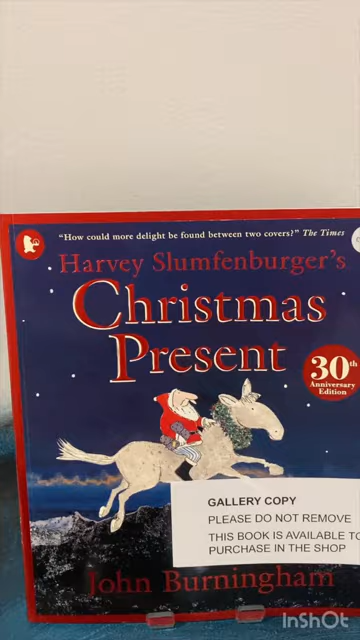 "How could more delight be found between two covers?" The Times
Harvey Slumfenburger's
Christmas
Present
30th
Anniversary
Edition
GALLERY COPY
PLEASE DO NOT REMOVE
THIS BOOK IS AVAILABLE TO
PURCHASE IN THE SHOP
John Burningham
InShOt